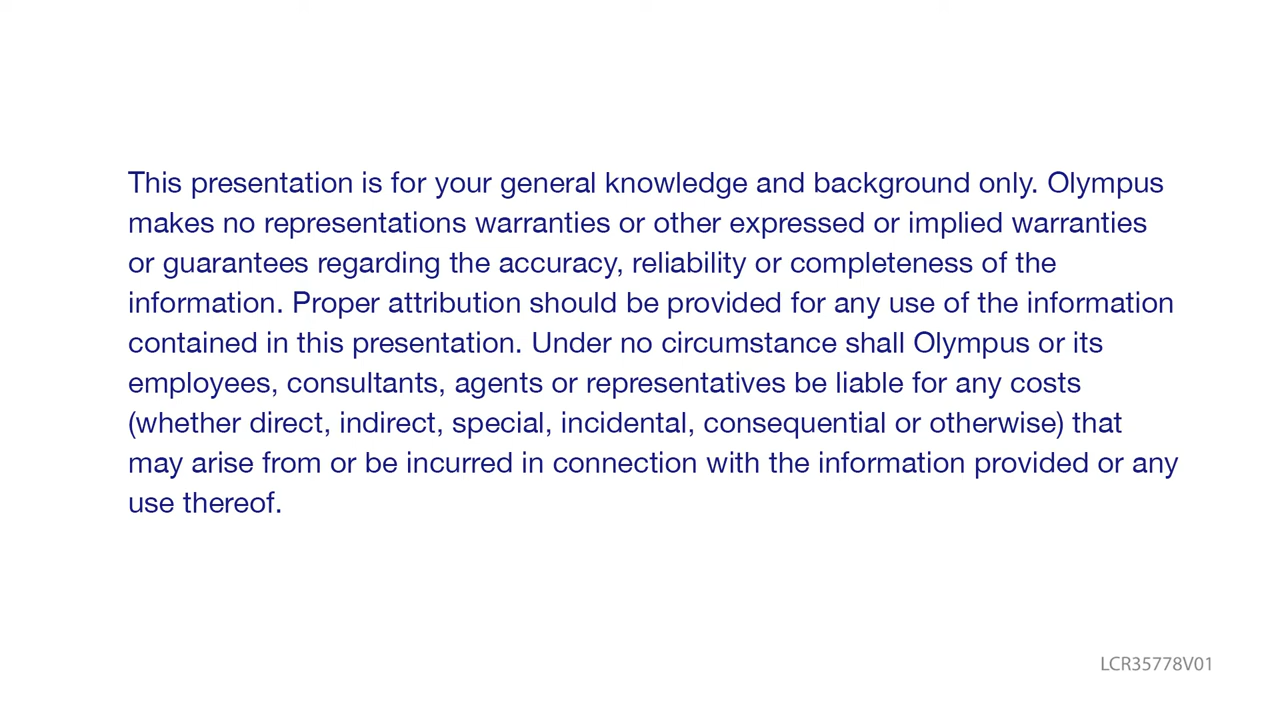 This presentation is for your general knowledge and background only. Olympus
makes no representations warranties or other expressed or implied warranties
or guarantees regarding the accuracy, reliability or completeness of the
information. Proper attribution should be provided for any use of the information
contained in this presentation. Under no circumstance shall Olympus or its
employees, consultants, agents or representatives be liable for any costs
(whether direct, indirect, special, incidental, consequential or otherwise) that
may arise from or be incurred in connection with the information provided or any
use thereof.
LCR35778V01